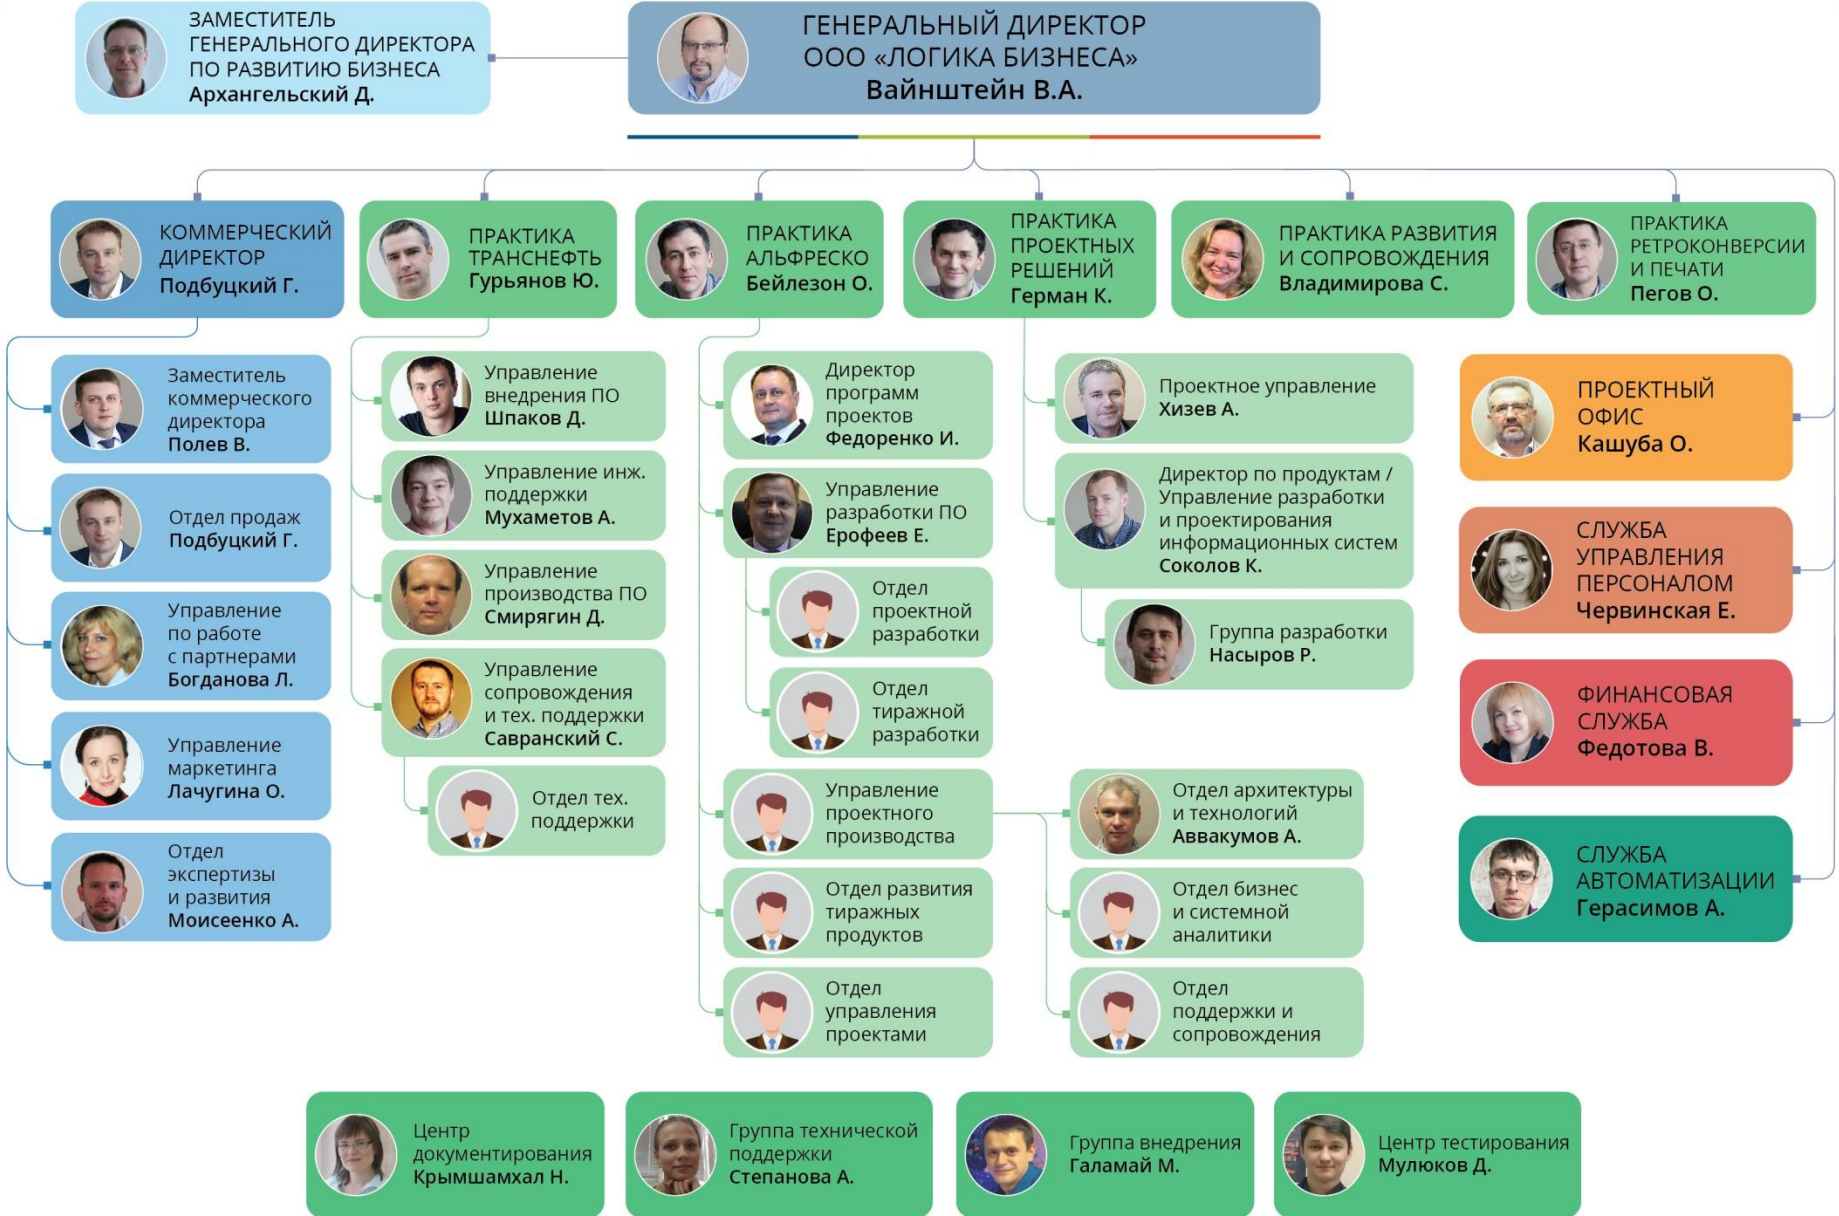 ЗАМЕСТИТЕЛЬ
ГЕНЕРАЛЬНОГО ДИРЕКТОРА
ПО РАЗВИТИЮ БИЗНЕСА
Архангельский Д.
ГЕНЕРАЛЬНЫЙ ДИРЕКТОР
ООО «ЛОГИКА БИЗНЕСА»
Вайнштейн В.А.
КОММЕРЧЕСКИЙ
ДИРЕКТОР
Подбуцкий Г.
ПРАКТИКА
ТРАНСНЕФТЬ
Гурьянов Ю.
ПРАКТИКА
АЛЬФРЕСКО
Бейлезон О.
ПРАКТИКА
ПРОЕКТНЫХ
РЕШЕНИЙ
Герман К.
ПРАКТИКА РАЗВИТИЯ
И СОПРОВОЖДЕНИЯ
Владимирова С.
ПРАКТИКА
РЕТРОКОНВЕРСИИ
И ПЕЧАТИ
Пегов О.
Заместитель
коммерческого
директора
Полев В.
Отдел продаж
Подбуцкий Г.
Управление
по работе
с партнерами
Богданова Л.
Управление
маркетинга
Лачугина О.
Отдел
экспертизы
и развития
Моисеенко А.
Управление
внедрения ПО
Шпаков Д.
Управление инж.
поддержки
Мухаметов А.
Управление
производства ПО
Смирягин Д.
Управление
сопровождения
и тех. поддержки
Савранский С.
Отдел тех.
поддержки
Директор
программ
проектов
Федоренко И.
Управление
разработки ПО
Ерофеев Е.
Отдел
проектной
разработки
Отдел
тиражной
разработки
Управление
проектного
производства
Отдел развития
тиражных
продуктов
Отдел
управления
проектами
Проектное управление
Хизев А.
Директор по продуктам /
Управление разработки
и проектирования
информационных систем
Соколов К.
Группа разработки
Насыров Р.
Отдел архитектуры
и технологий
Аввакумов А.
Отдел бизнес
и системной
аналитики
Отдел
поддержки и
сопровождения
ПРОЕКТНЫЙ
ОФИС
Кашуба О.
СЛУЖБА
УПРАВЛЕНИЯ
ПЕРСОНАЛОМ
Червинская Е.
ФИНАНСОВАЯ
СЛУЖБА
Федотова В.
СЛУЖБА
АВТОМАТИЗАЦИИ
Герасимов А.
Центр
документирования
Крымшамхал Н.
Группа технической
поддержки
Степанова А.
Группа внедрения
Галамай М.
Центр тестирования
Мулюков Д.